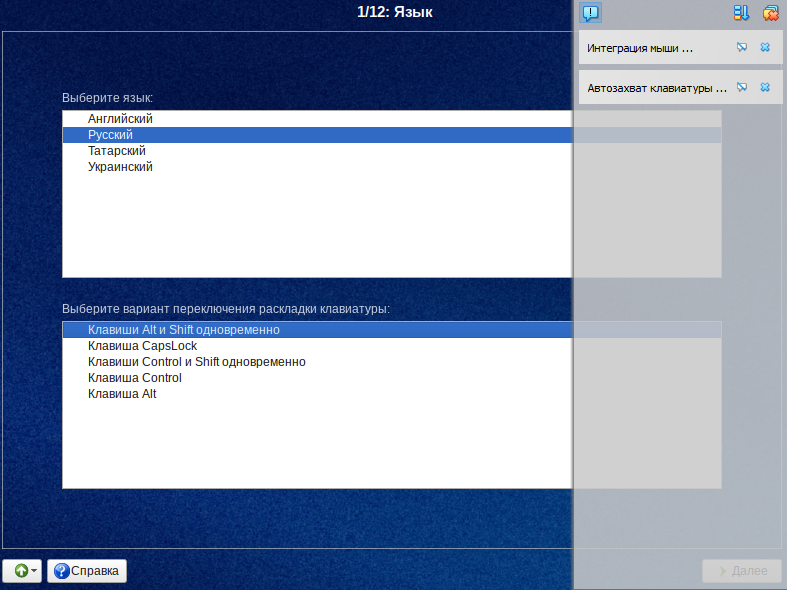 1/12: Язык
Интеграция мыши ...
Автозахват клавиатуры ...
Выберите язык:
Английский
Русский
Татарский
Украинский
Выберите вариант переключения раскладки клавиатуры:
Клавиши Alt и Shift одновременно
Клавиша CapsLock
Клавиши Control и Shift одновременно
Клавиша Control
Клавиша Alt
Справка
Далее